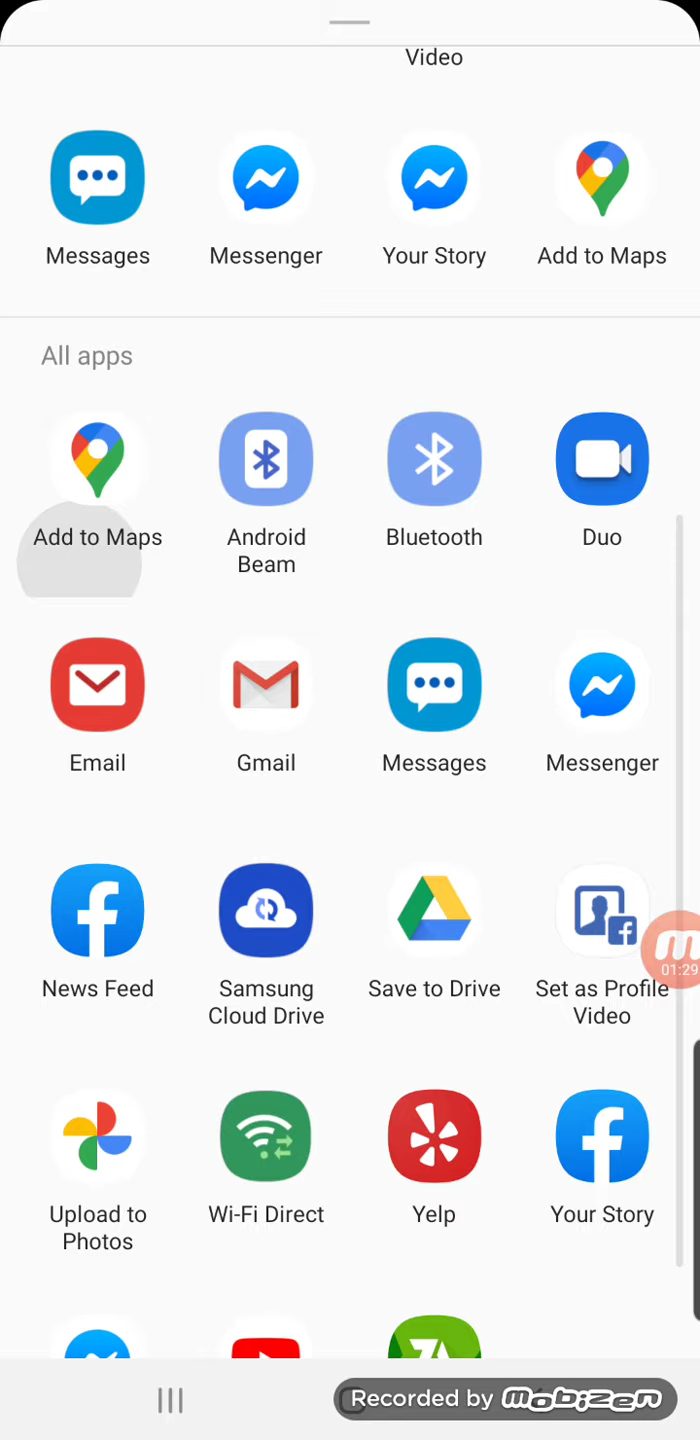 Video
Messages Messenger Your Story Add to Maps
All apps
Add to Maps Android Bluetooth Duo
Beam
Email Gmail Messages Messenger
News Feed Samsung Save to Drive Set as Profile
Cloud Drive Video
01:29
Upload to Wi-Fi Direct Yelp Your Story
Photos
Recorded by mobizen